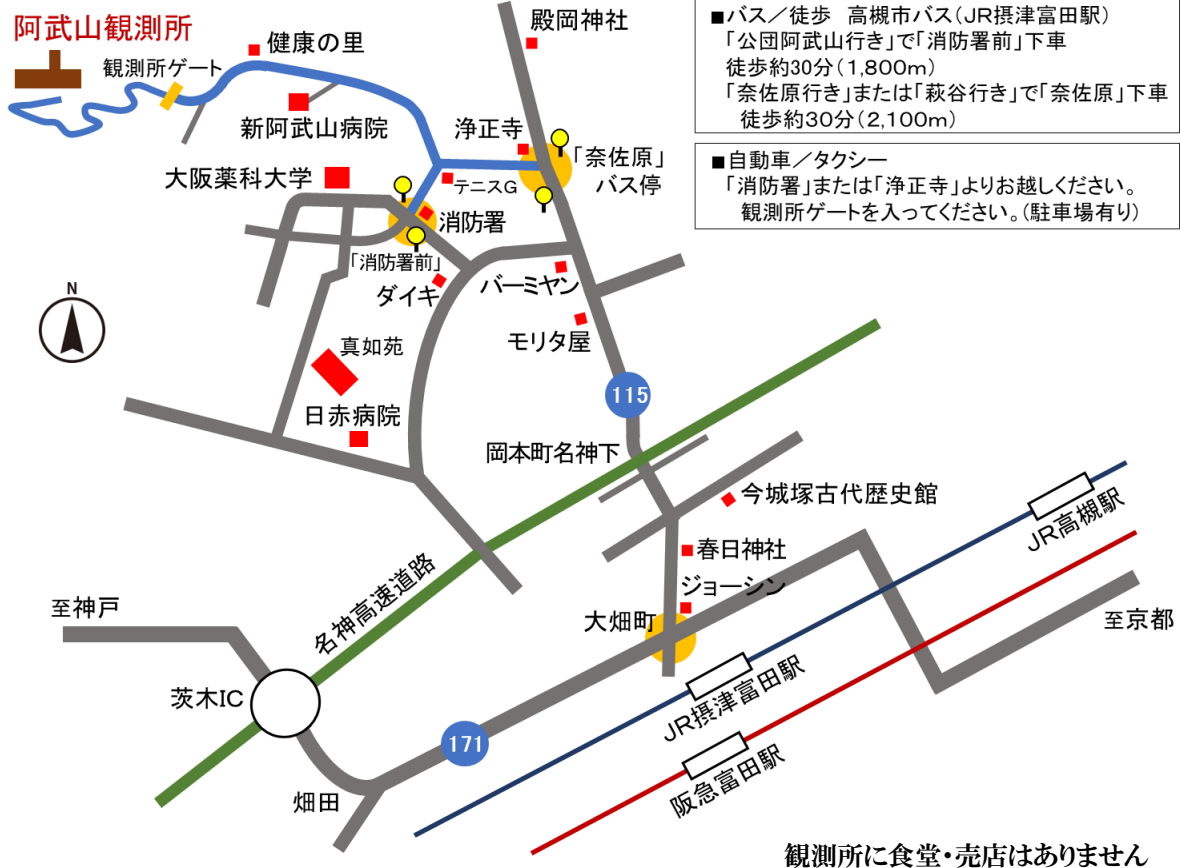 阿武山観測所
観測所ゲート
健康の里
殿岡神社
■バス/徒歩 高槻市バス(JR摂津富田駅)
「公団阿武山行き」で「消防署前」下車
徒歩約30分(1,800m)
「奈佐原行き」または「萩谷行き」で「奈佐原」下車
徒歩約30分(2,100m)
■自動車/タクシー
「消防署」または「浄正寺」よりお越しください。
観測所ゲートを入ってください。(駐車場有り)
新阿武山病院
浄正寺
「奈佐原」
バス停
大阪薬科大学
テニスG
消防署
「消防署前」
ダイキ
バーミヤン
モリタ屋
N
真如苑
日赤病院
115
岡本町名神下
今城塚古代歴史館
JR高槻駅
春日神社
ジョーシン
大畑町
至神戸
名神高速道路
至京都
茨木IC
JR摂津富田駅
171
阪急富田駅
畑田
観測所に食堂・売店はありません